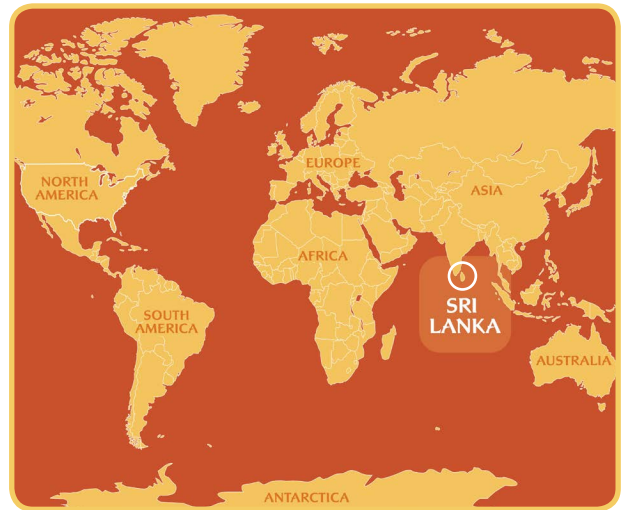 EUROPE
NORTH
AMERICA
ASIA
AFRICA
SRI
LANKA
SOUTH
AMERICA
AUSTRALIA
ANTARCTICA